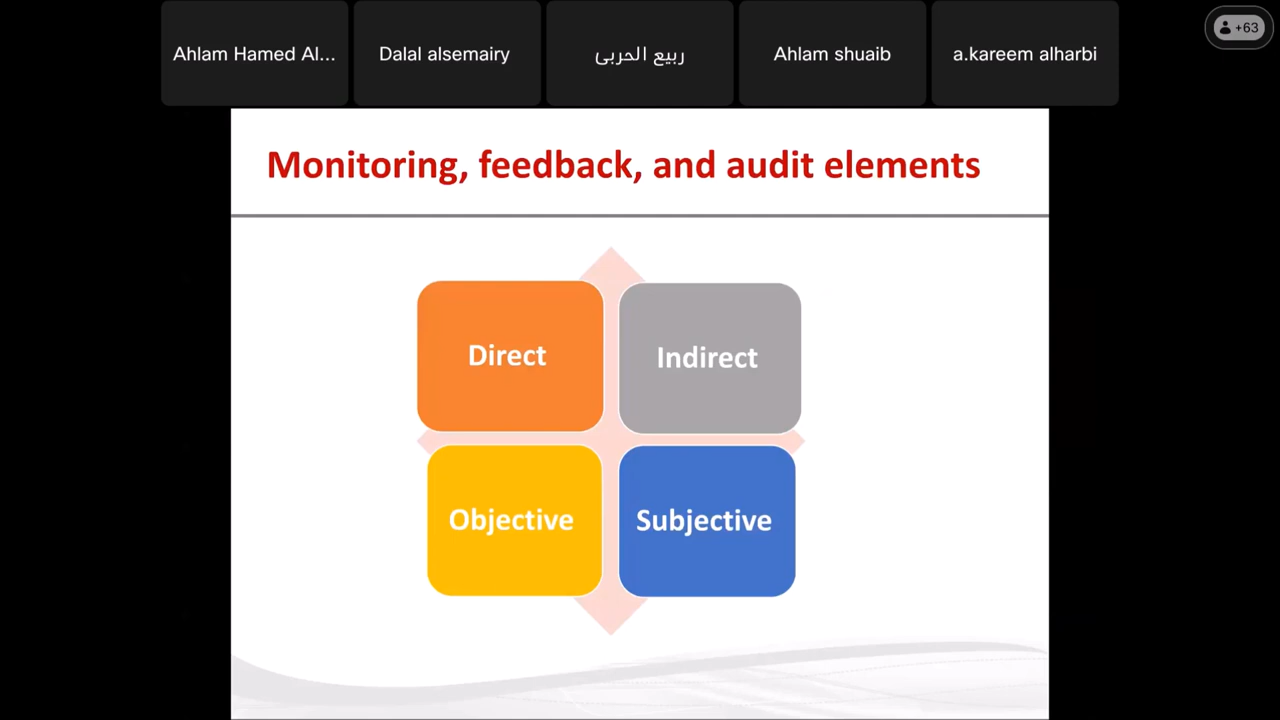 Ahlam Hamed Al...
Dalal alsemairy
ربيع الحربي
Ahlam shuaib
a.kareem alharbi
+63
Monitoring, feedback, and audit elements
Direct
Indirect
Objective
Subjective